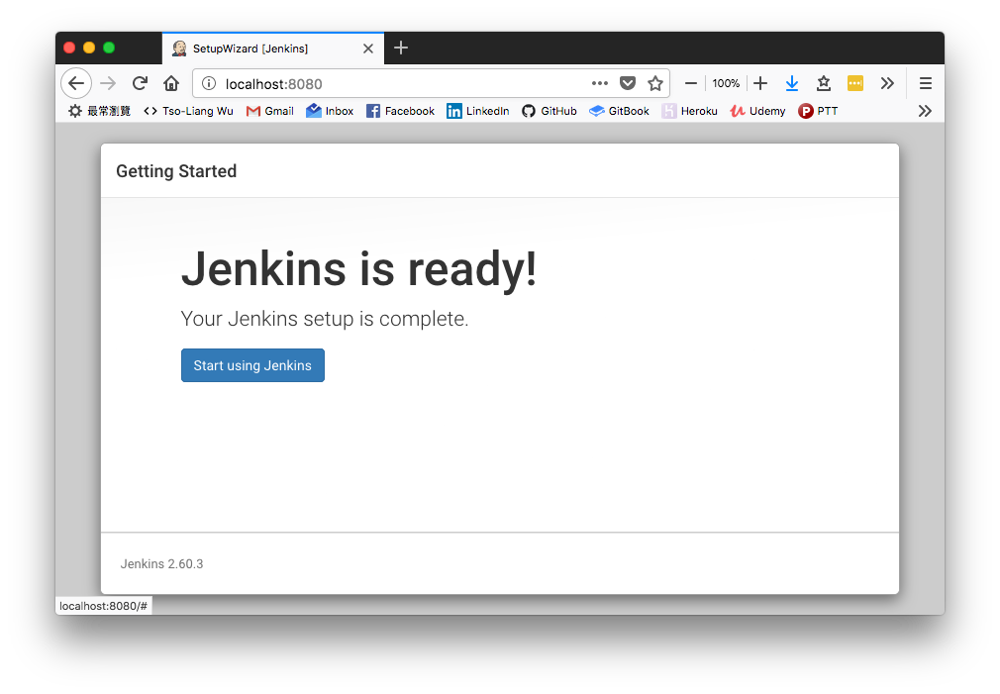 SetupWizard [Jenkins]
localhost:8080
100%
最常瀏覽 Tso-Liang Wu Gmail Inbox Facebook LinkedIn GitHub GitBook Heroku Udemy PTT
Getting Started
Jenkins is ready!
Your Jenkins setup is complete.
Start using Jenkins
Jenkins 2.60.3
localhost:8080/#